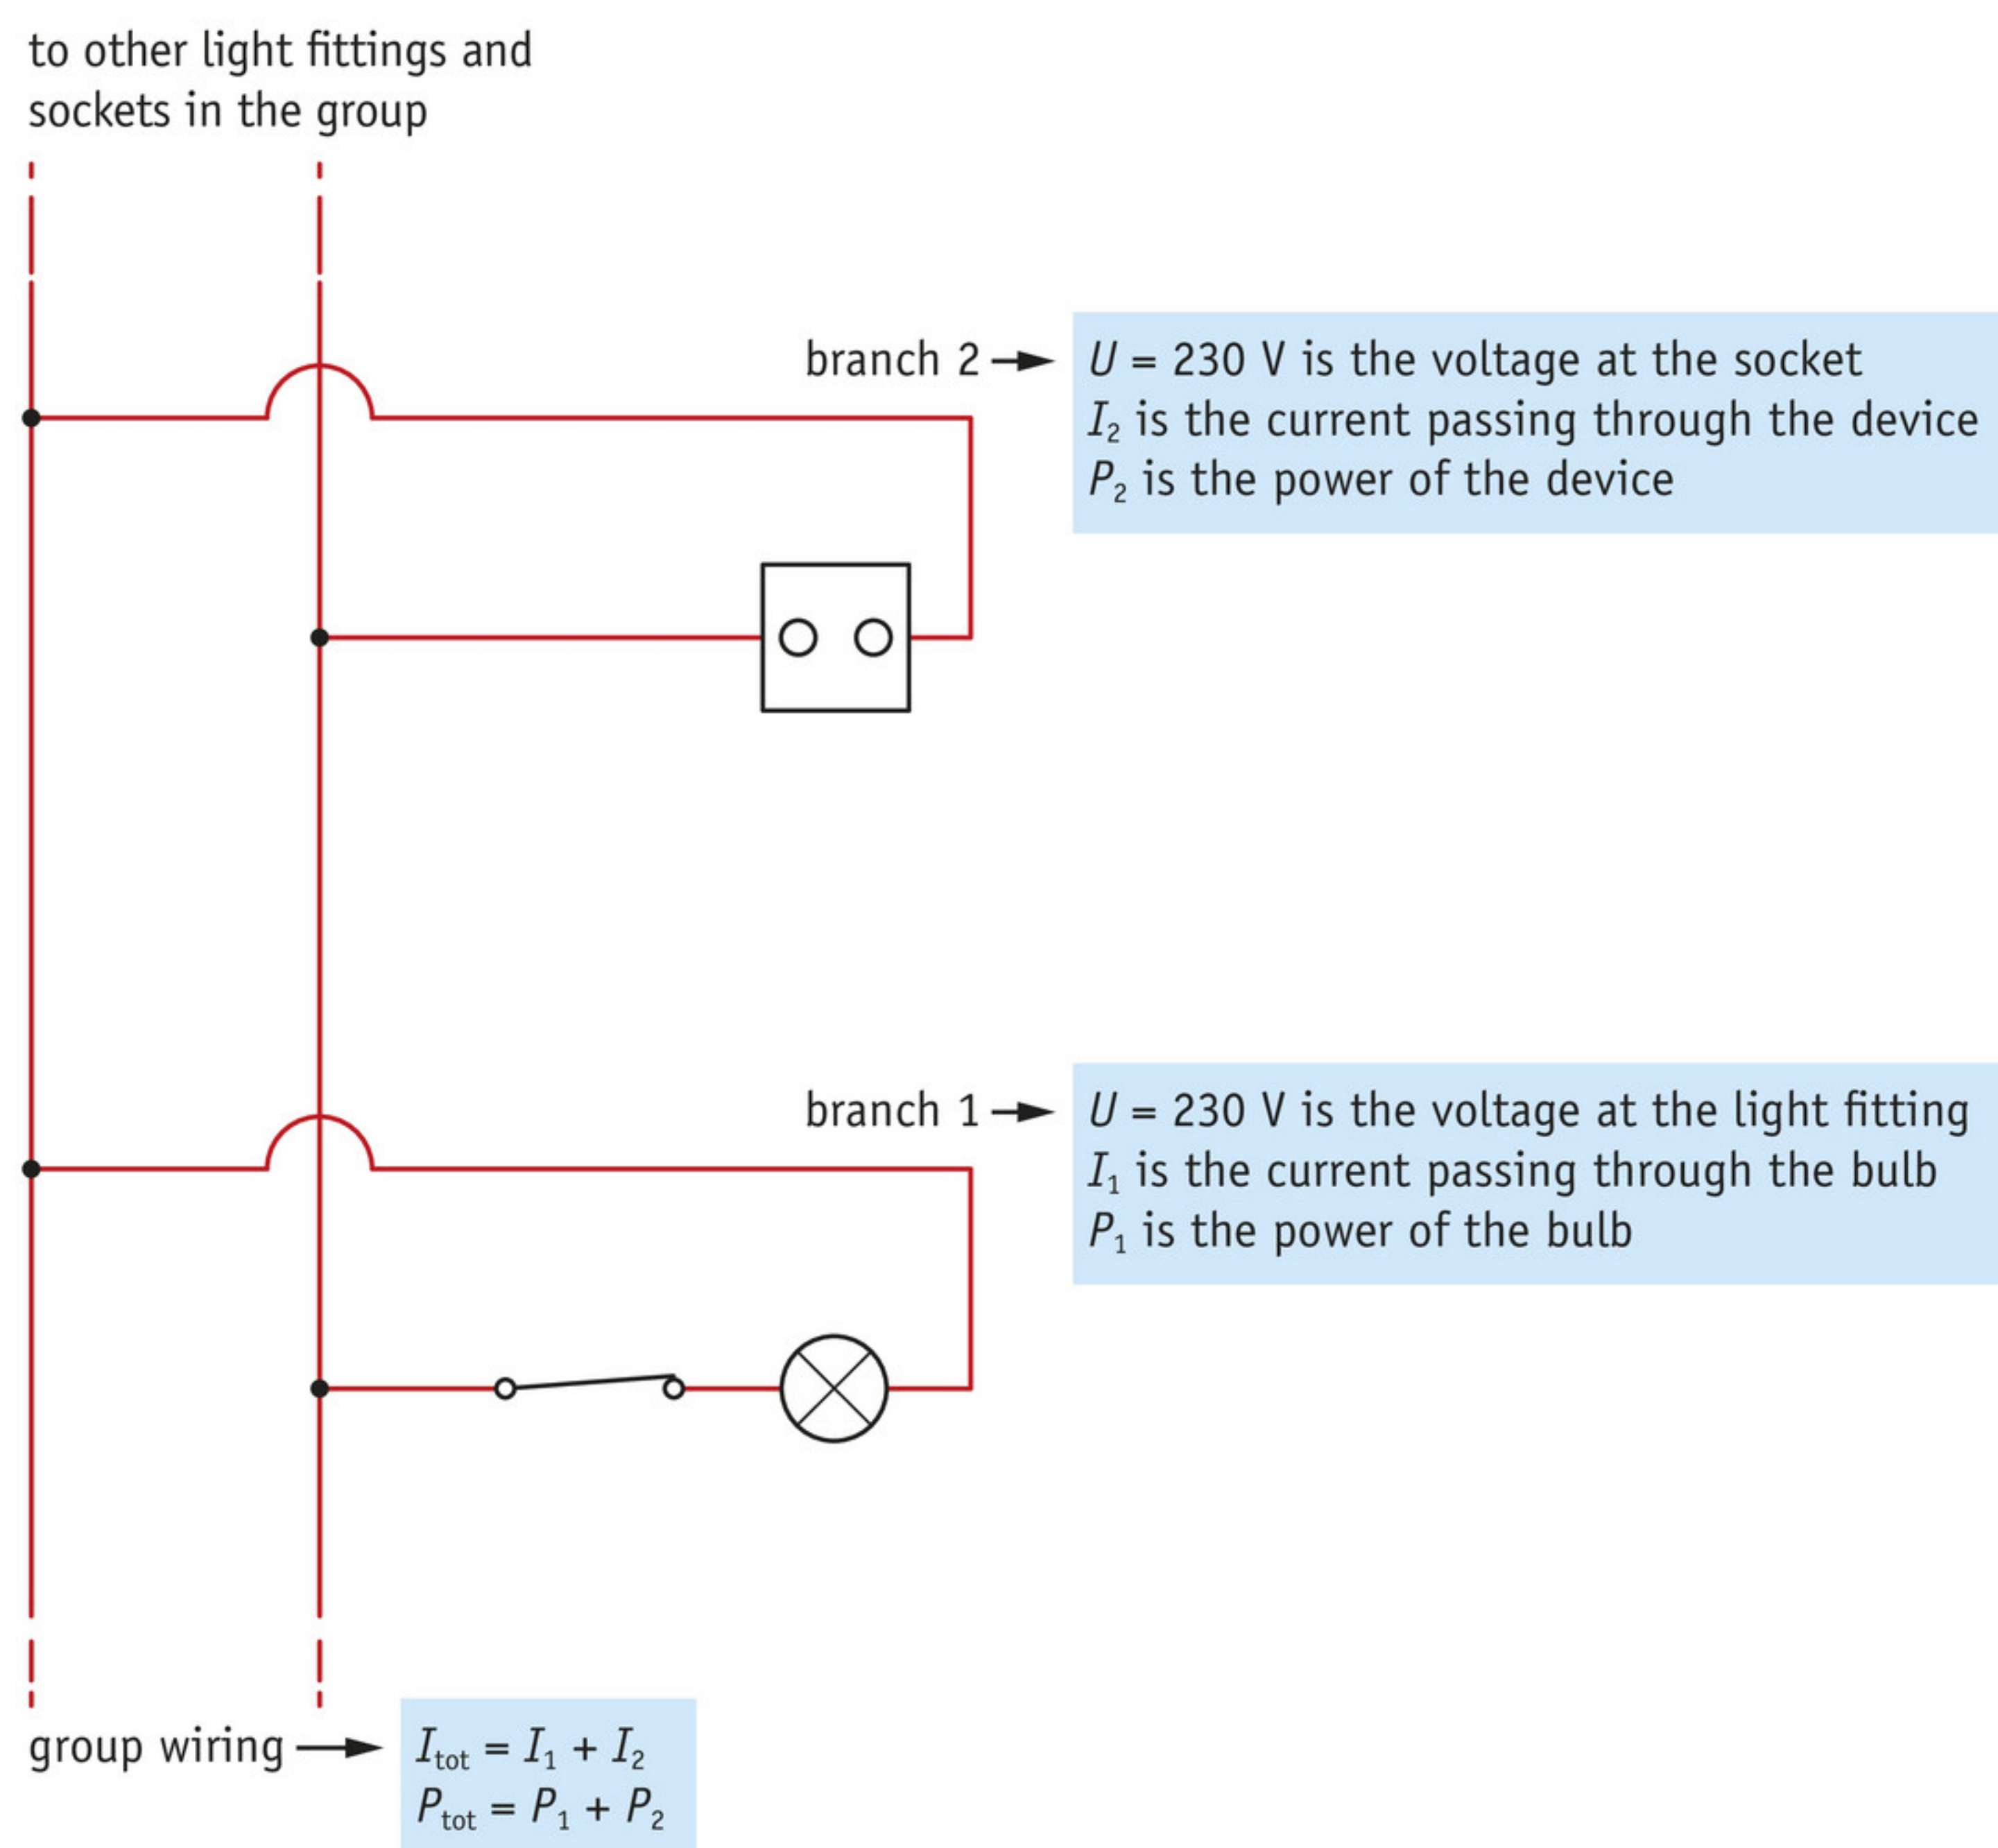 to other light fittings and
sockets in the group
branch 2
U = 230 V is the voltage at the socket
I₂ is the current passing through the device
P₂ is the power of the device
branch 1
U = 230 V is the voltage at the light fitting
I₁ is the current passing through the bulb
P₁ is the power of the bulb
group wiring
Iₜₒₜ = I₁ + I₂
Pₜₒₜ = P₁ + P₂